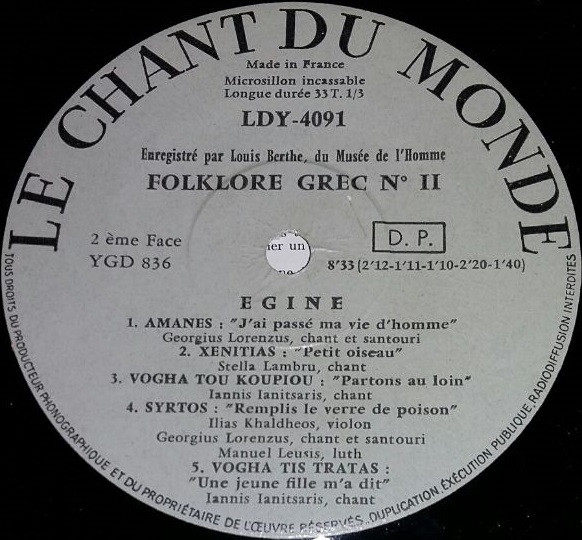 LE CHANT DU MONDE
Made in France
Microsillon incassable
Longue durée 33 T. 1/3
LDY-4091
Enregistré par Louis Berthe, du Musée de l'Homme
FOLKLORE GREC N° II
2 ème Face
YGD 836
D. P.
8'33 (2'12-1'11-1'10-2'20-1'40)
EGINE
1. AMANES : "J'ai passé ma vie d'homme"
Georgius Lorenzus, chant et santouri
2. XENITIAS : "Petit oiseau"
Stella Lambru, chant
3. VOGHA TOU KOUPIOU : "Partons au loin"
Iannis Ianitsaris, chant
4. SYRTOS : "Remplis le verre de poison"
Ilias Khaldheos, violon
Georgius Lorenzus, chant et santouri
Manuel Leusis, luth
5. VOGHA TIS TRATAS :
"Une jeune fille m'a dit"
Iannis Ianitsaris, chant
TOUS DROITS DU PRODUCTEUR PHONOGRAPHIQUE ET DU PROPRIÉTAIRE DE L'ŒUVRE RÉSERVÉS. DUPLICATION. EXÉCUTION PUBLIQUE. RADIODIFFUSION INTERDITES